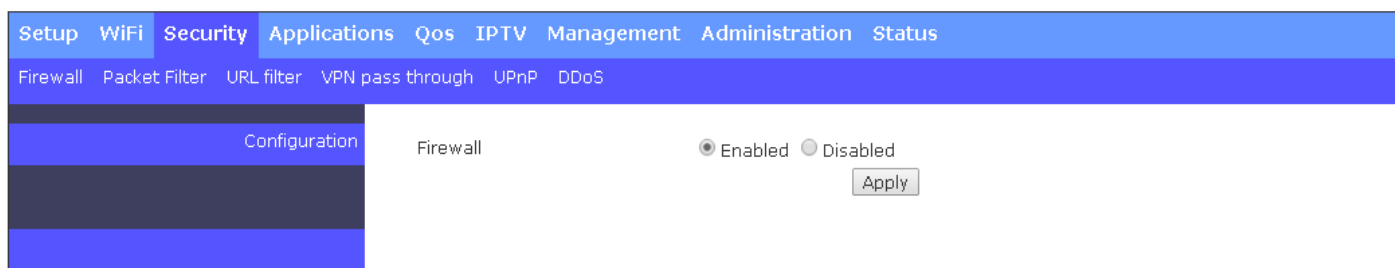 Setup WiFi Security Applications Qos IPTV Management Administration Status
Firewall Packet Filter URL filter VPN pass through UPnP DDoS
Configuration
Firewall Enabled Disabled
Apply